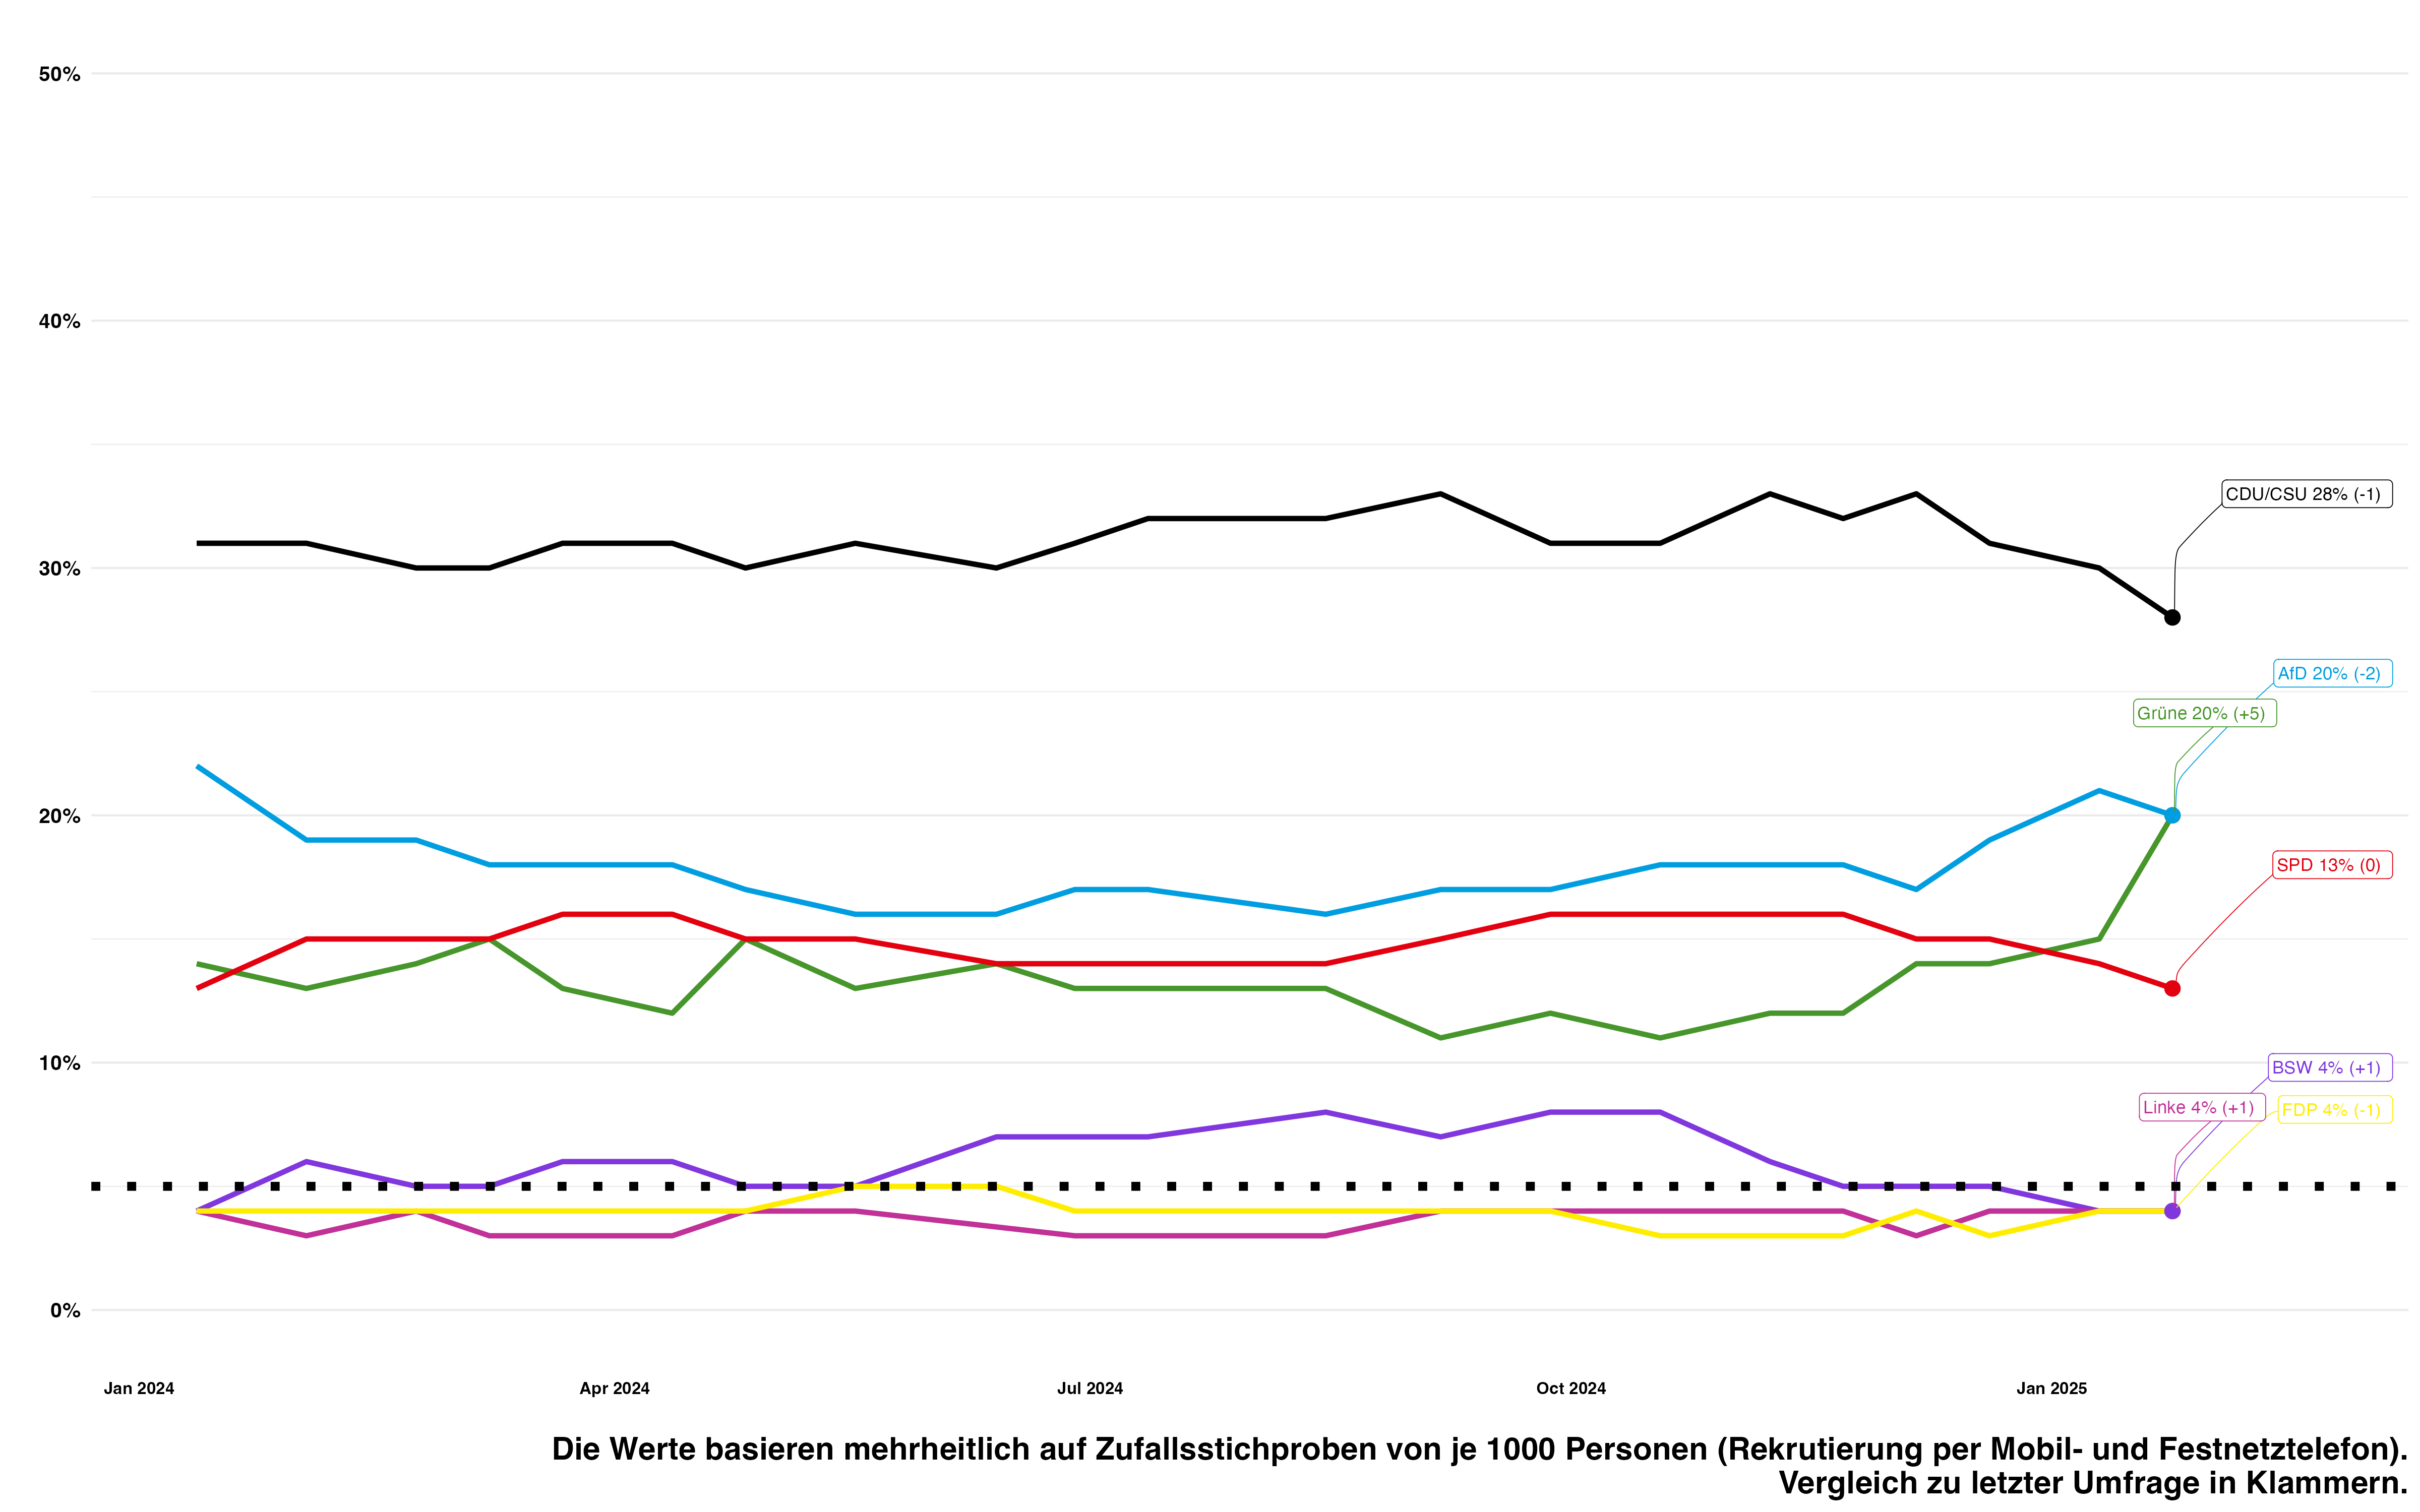 50%
40%
30%
20%
10%
0%
CDU/CSU 28% (-1)
AfD 20% (-2)
Grüne 20% (+5)
SPD 13% (0)
BSW 4% (+1)
Linke 4% (+1)
FDP 4% (-1)
Jan 2024
Apr 2024
Jul 2024
Oct 2024
Jan 2025
Die Werte basieren mehrheitlich auf Zufallsstichproben von je 1000 Personen (Rekrutierung per Mobil- und Festnetztelefon).
Vergleich zu letzter Umfrage in Klammern.